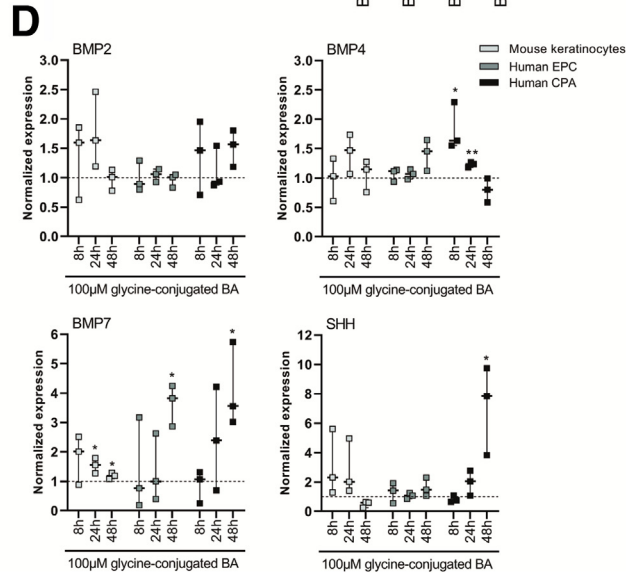 D
BMP2
Normalized expression
3.0
2.5
2.0
1.5
1.0
0.5
0.0
8h 24h 48h 8h 24h 48h 8h 24h 48h
100µM glycine-conjugated BA
BMP4
Normalized expression
3.0
2.5
2.0
1.5
1.0
0.5
0.0
* **
8h 24h 48h 8h 24h 48h 8h 24h 48h
100µM glycine-conjugated BA
Mouse keratinocytes
Human EPC
Human CPA
BMP7
Normalized expression
6
5
4
3
2
1
0
* * * *
8h 24h 48h 8h 24h 48h 8h 24h 48h
100µM glycine-conjugated BA
SHH
Normalized expression
12
10
8
6
4
2
0
*
8h 24h 48h 8h 24h 48h 8h 24h 48h
100µM glycine-conjugated BA